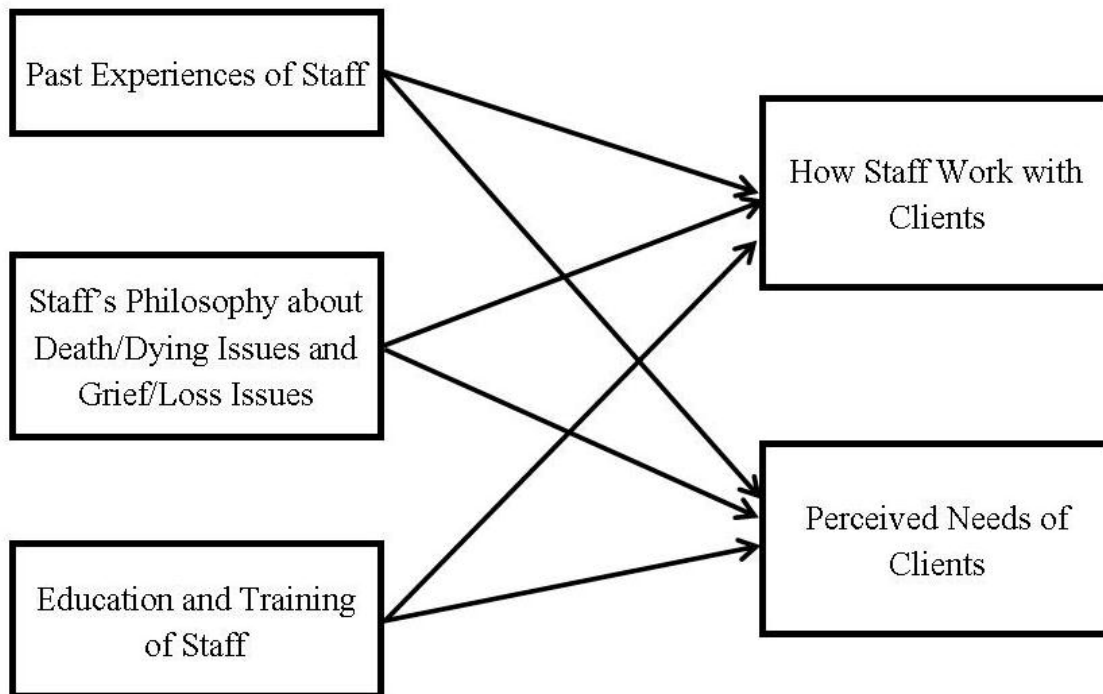 Past Experiences of Staff
Staff’s Philosophy about
Death/Dying Issues and
Grief/Loss Issues
Education and Training
of Staff
How Staff Work with
Clients
Perceived Needs of
Clients